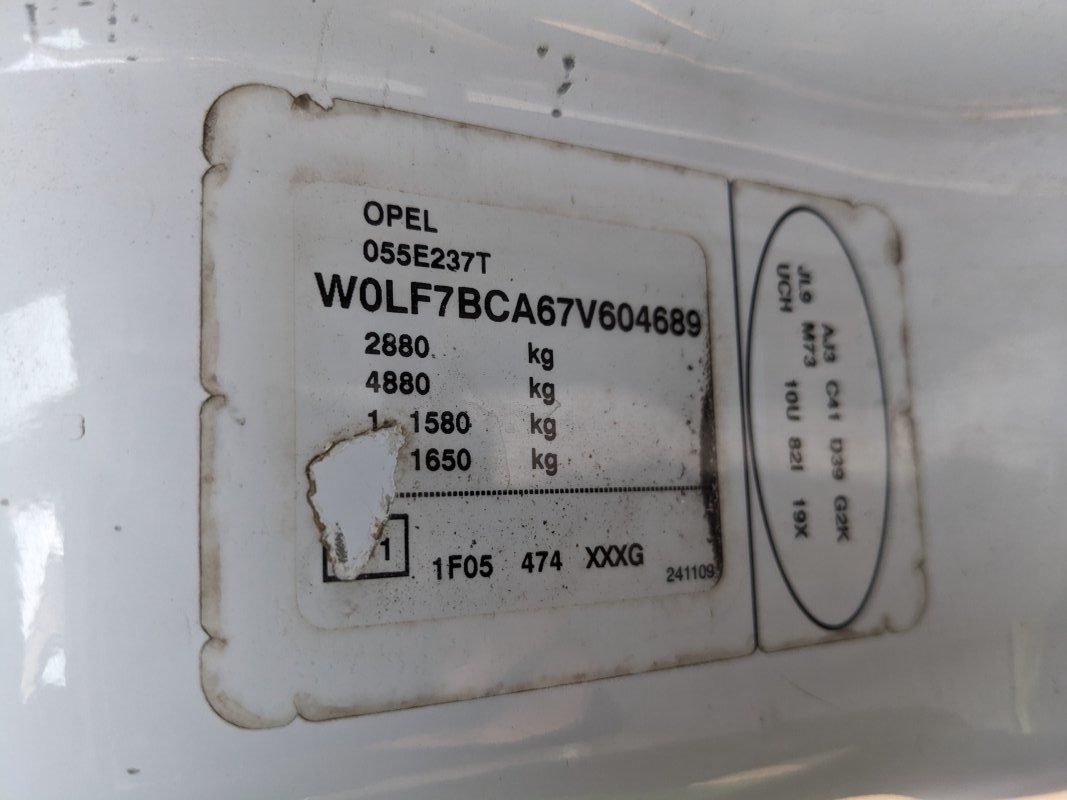 OPEL
055E237T
W0LF7BCA67V604689
2880 kg
4880 kg
1- 1580 kg
1650 kg
1 1F05 474 XXXG
241109
AJ3 C41 D39 G2K
JL9 M73 10U 82I 19X
UCH